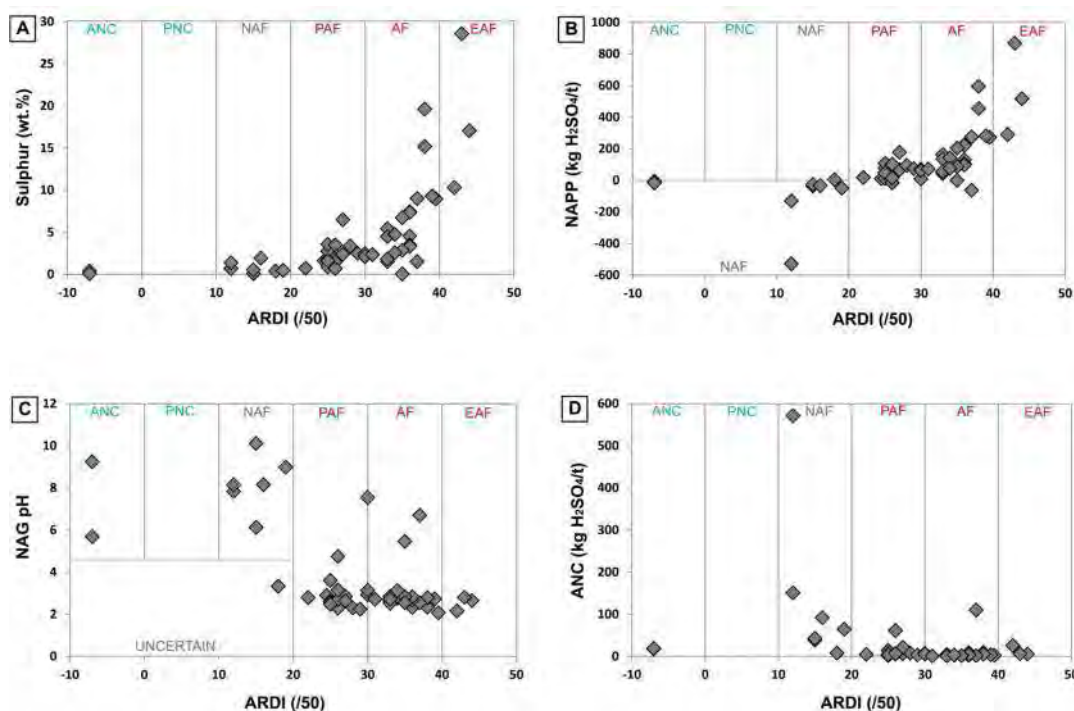 A
ANC PNC NAF PAF AF EAF
30
25
20
15
10
5
0
Sulphur (wt.%)
-10 0 10 20 30 40 50
ARDI (/50)
B
ANC PNC NAF PAF AF EAF
1000
800
600
400
200
0
-200
-400
-600
NAPP (kg H₂SO₄/t)
NAF
-10 0 10 20 30 40 50
ARDI (/50)
C
ANC PNC NAF PAF AF EAF
12
10
8
6
4
2
0
NAG pH
UNCERTAIN
-10 0 10 20 30 40 50
ARDI (/50)
D
ANC PNC NAF PAF AF EAF
600
500
400
300
200
100
0
ANC (kg H₂SO₄/t)
-10 0 10 20 30 40 50
ARDI (/50)